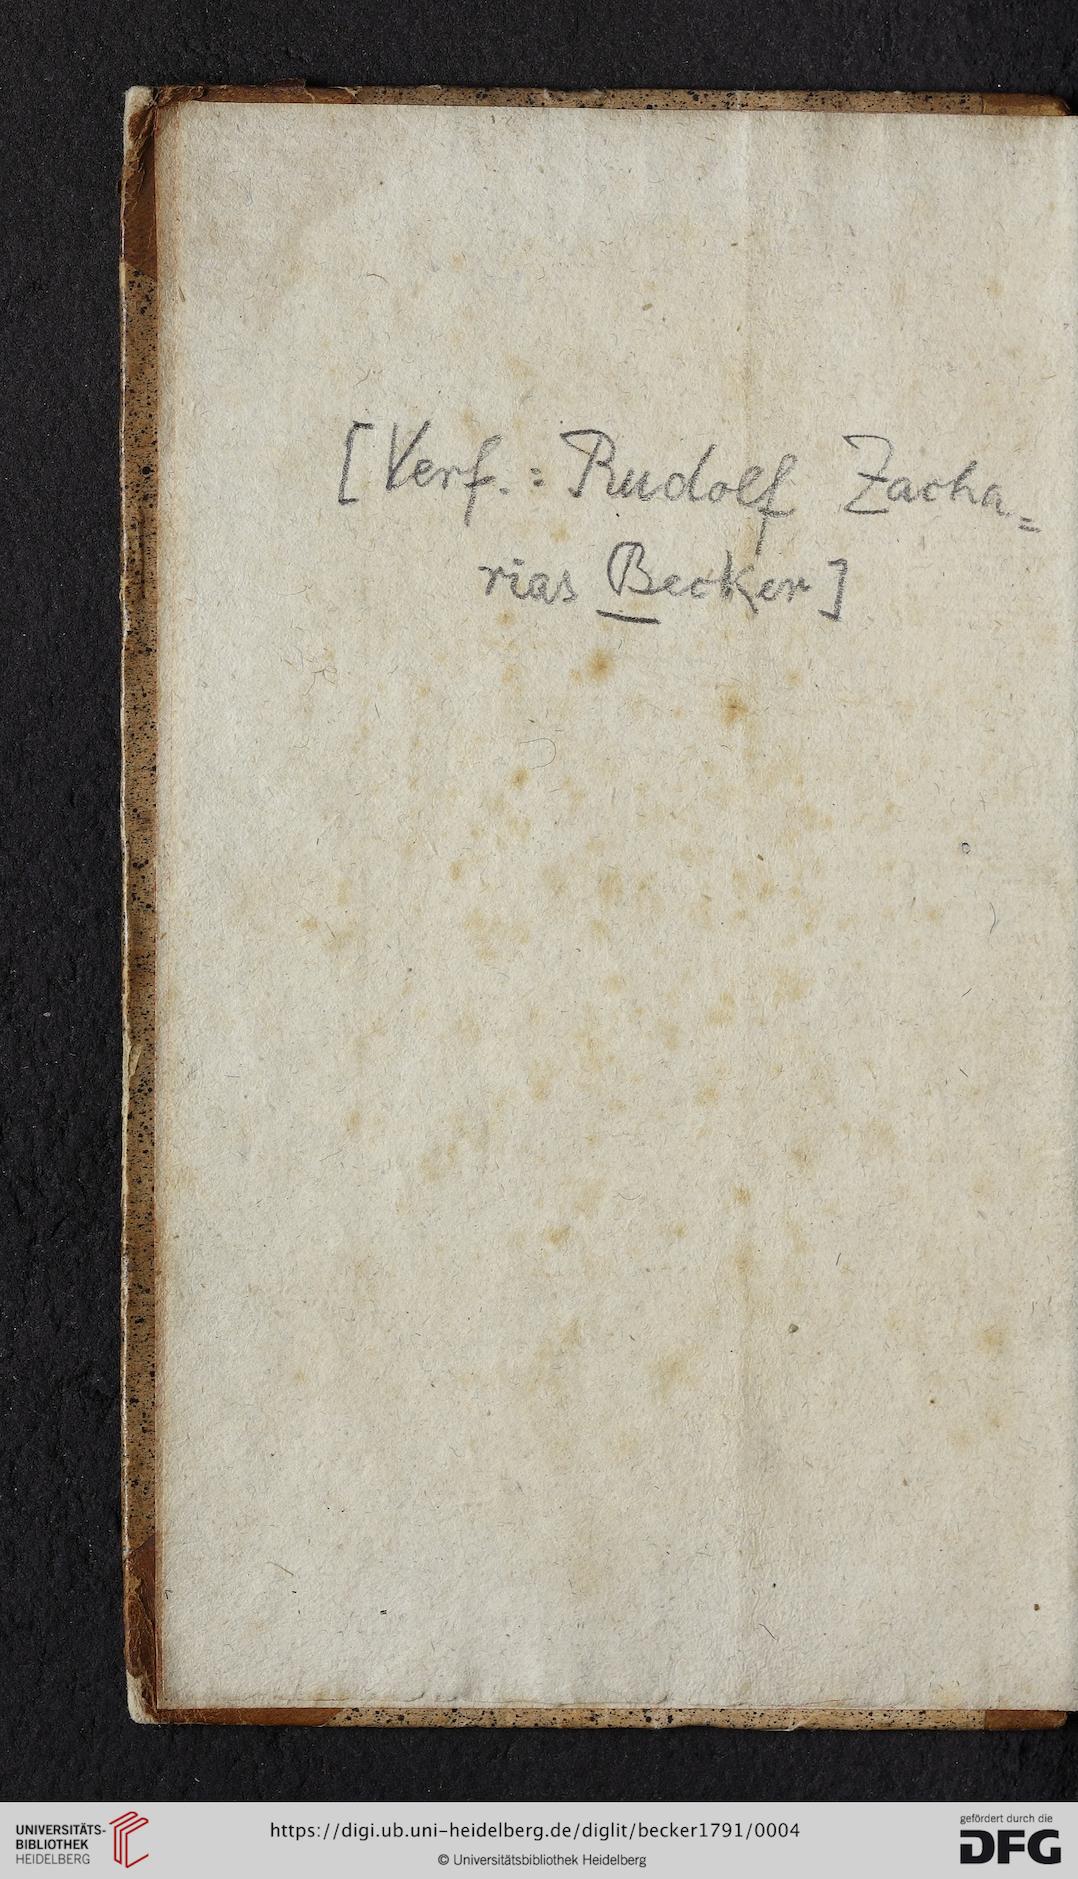 [Verf.: Rudolf Zacha=
rias Becker]
UNIVERSITÄTS-
BIBLIOTHEK
HEIDELBERG
https://digi.ub.uni-heidelberg.de/diglit/becker1791/0004
© Universitätsbibliothek Heidelberg
gefördert durch die
DFG